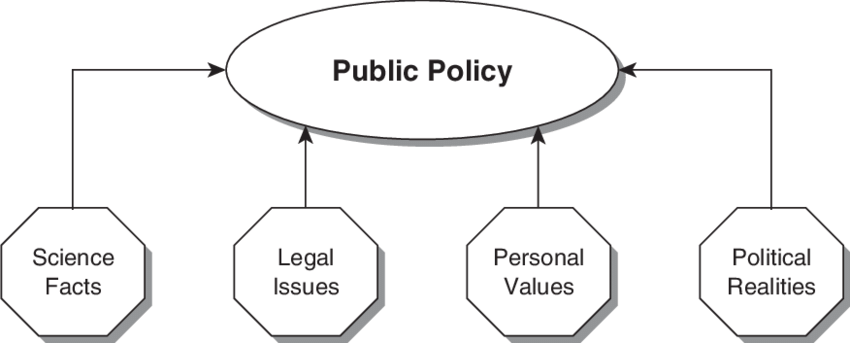 Public Policy
Science
Facts
Legal
Issues
Personal
Values
Political
Realities